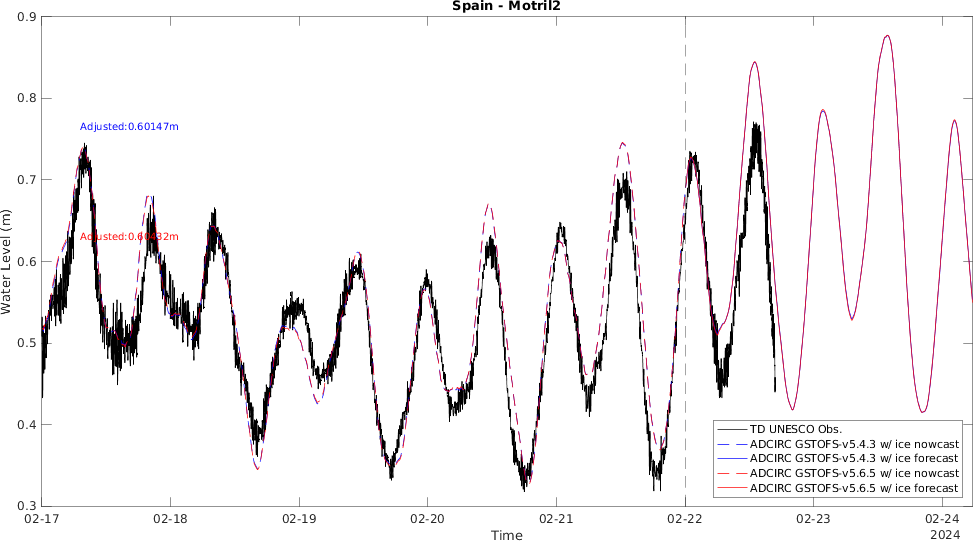 Spain - Motril2
0.9
0.8
0.7
0.6
0.5
0.4
0.3
Water Level (m)
Adjusted:0.60147m
Adjusted:0.60432m
TD UNESCO Obs.
ADCIRC GSTOFS-v5.4.3 w/ ice nowcast
ADCIRC GSTOFS-v5.4.3 w/ ice forecast
ADCIRC GSTOFS-v5.6.5 w/ ice nowcast
ADCIRC GSTOFS-v5.6.5 w/ ice forecast
02-17 02-18 02-19 02-20 02-21 02-22 02-23 02-24
Time
2024